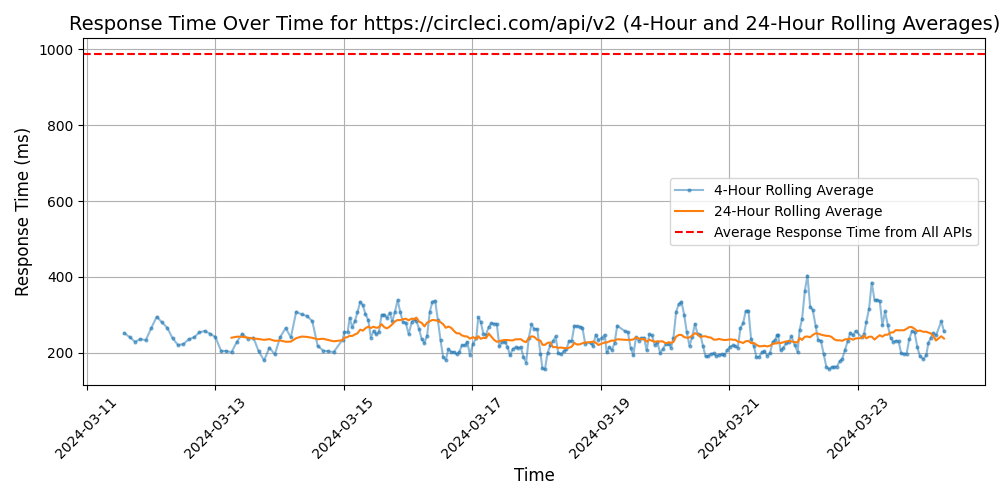 Response Time Over Time for https://circleci.com/api/v2 (4-Hour and 24-Hour Rolling Averages)
Response Time (ms)
1000
800
600
400
200
4-Hour Rolling Average
24-Hour Rolling Average
Average Response Time from All APIs
2024-03-11
2024-03-13
2024-03-15
2024-03-17
2024-03-19
2024-03-21
2024-03-23
Time